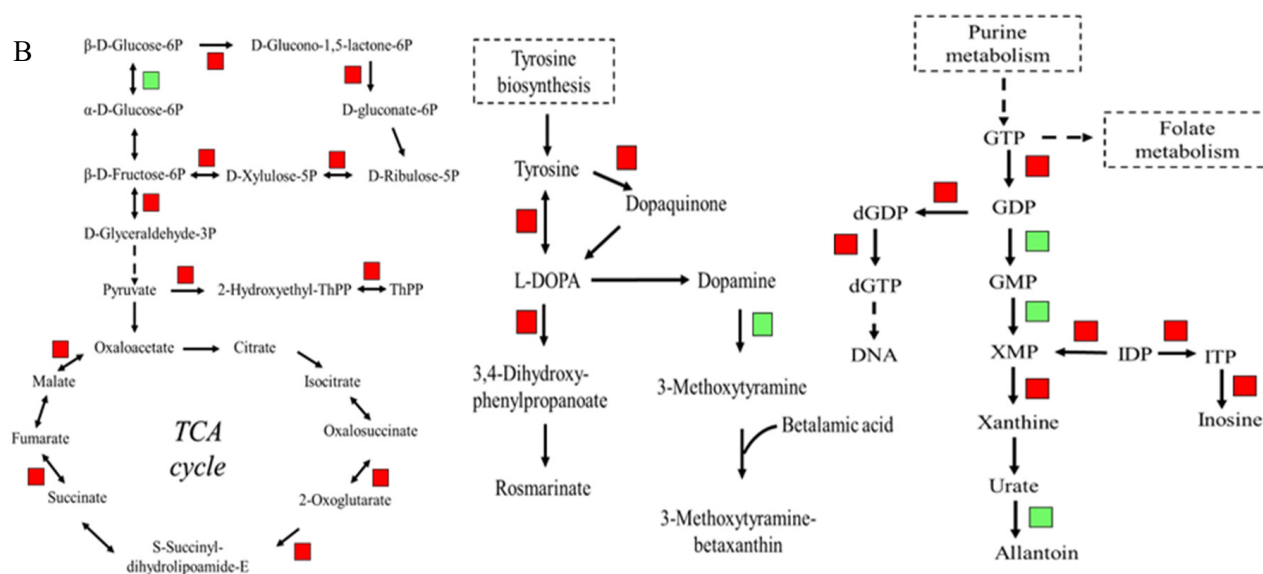 B
β-D-Glucose-6P
D-Glucono-1,5-lactone-6P
α-D-Glucose-6P
D-gluconate-6P
β-D-Fructose-6P
D-Xylulose-5P
D-Ribulose-5P
D-Glyceraldehyde-3P
Pyruvate
2-Hydroxyethyl-ThPP
ThPP
Oxaloacetate
Citrate
Malate
Isocitrate
Fumarate
TCA
cycle
Oxalosuccinate
Succinate
2-Oxoglutarate
S-Succinyl-
dihydrolipoamide-E
Tyrosine
biosynthesis
Tyrosine
Dopaquinone
L-DOPA
Dopamine
3,4-Dihydroxy-
phenylpropanoate
3-Methoxytyramine
Betalamic acid
Rosmarinate
3-Methoxytyramine-
betaxanthin
Purine
metabolism
GTP
Folate
metabolism
dGDP
GDP
dGTP
GMP
DNA
XMP
IDP
ITP
Xanthine
Inosine
Urate
Allantoin